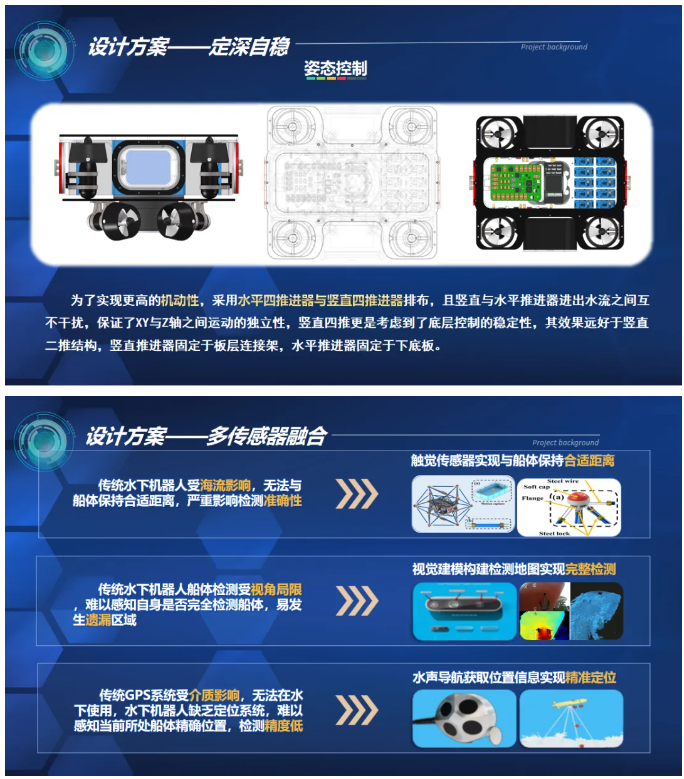 设计方案——定深自稳
Project background
姿态控制
为了实现更高的机动性，采用水平四推进器与竖直四推进器排布，且竖直与水平推进器进出水流之间互
不干扰，保证了XY与Z轴之间运动的独立性，竖直四推更是考虑到了底层控制的稳定性，其效果远好于竖直
二推结构，竖直推进器固定于板层连接架，水平推进器固定于下底板。
设计方案——多传感器融合
Project background
传统水下机器人受海流影响，无法与
船体保持合适距离，严重影响检测准确性
触觉传感器实现与船体保持合适距离
Steel wire
Soft cup
Flange
(a)
Steel lock
传统水下机器人船体检测受视角局限
，难以感知自身是否完全检测船体，易发
生遗漏区域
视觉建模构建检测地图实现完整检测
传统GPS系统受介质影响，无法在水
下使用，水下机器人缺乏定位系统，难以
感知当前所处船体精确位置，检测精度低
水声导航获取位置信息实现精准定位